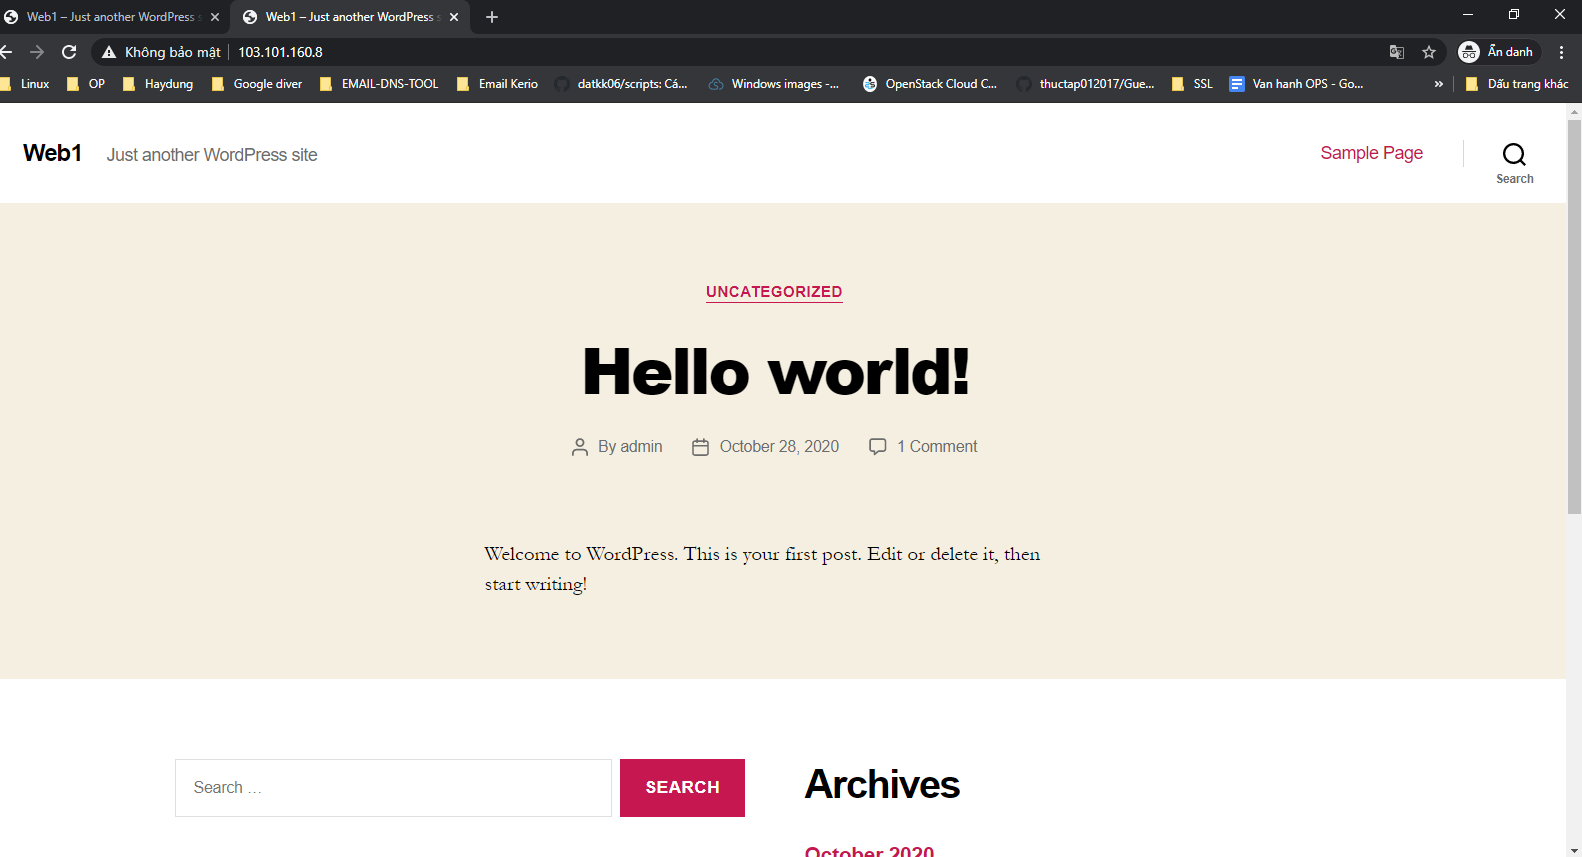 Web1 – Just another WordPress s
Web1 – Just another WordPress s
Không bảo mật 103.101.160.8
Ẩn danh
Linux OP Haydung Google diver EMAIL-DNS-TOOL Email Kerio datkk06/scripts: Cá... Windows images -... OpenStack Cloud C... thuctap012017/Gue... SSL Van hanh OPS - Go... » Dấu trang khác
Web1 Just another WordPress site
Sample Page
Search
UNCATEGORIZED
Hello world!
By admin October 28, 2020 1 Comment
Welcome to WordPress. This is your first post. Edit or delete it, then
start writing!
Search …
SEARCH
Archives
October 2020